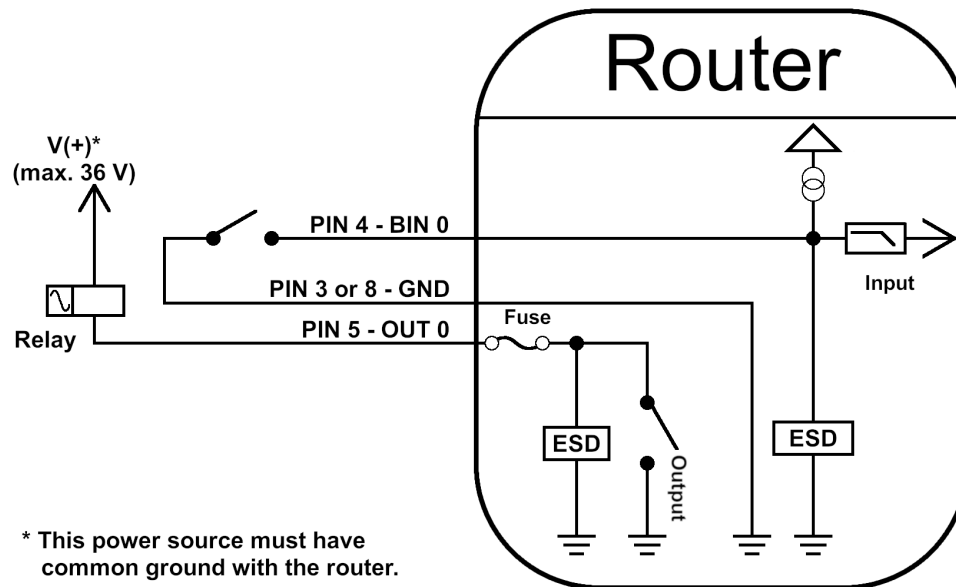 Router
V(+)*
(max. 36 V)
PIN 4 - BIN 0
Input
PIN 3 or 8 - GND
Relay
PIN 5 - OUT 0
Fuse
ESD
Output
ESD
* This power source must have
common ground with the router.